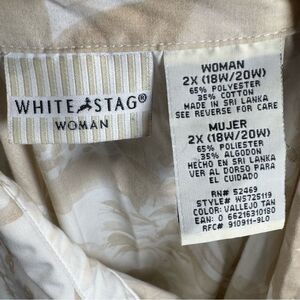 WHITE STAG®
WOMAN
WOMAN
2X (18W/20W)
65% POLYESTER
35% COTTON
MADE IN SRI LANKA
SEE REVERSE FOR CARE
MUJER
2X (18W/20W)
65% POLIESTER
35% ALGODON
HECHO EN SRI LANKA
VER AL DORSO PARA
EL CUIDADO
RN# 52469
STYLE# WS725119
COLOR: VALLEJO TAN
EAN: 0 66216310180
RFC# 910911-9L0